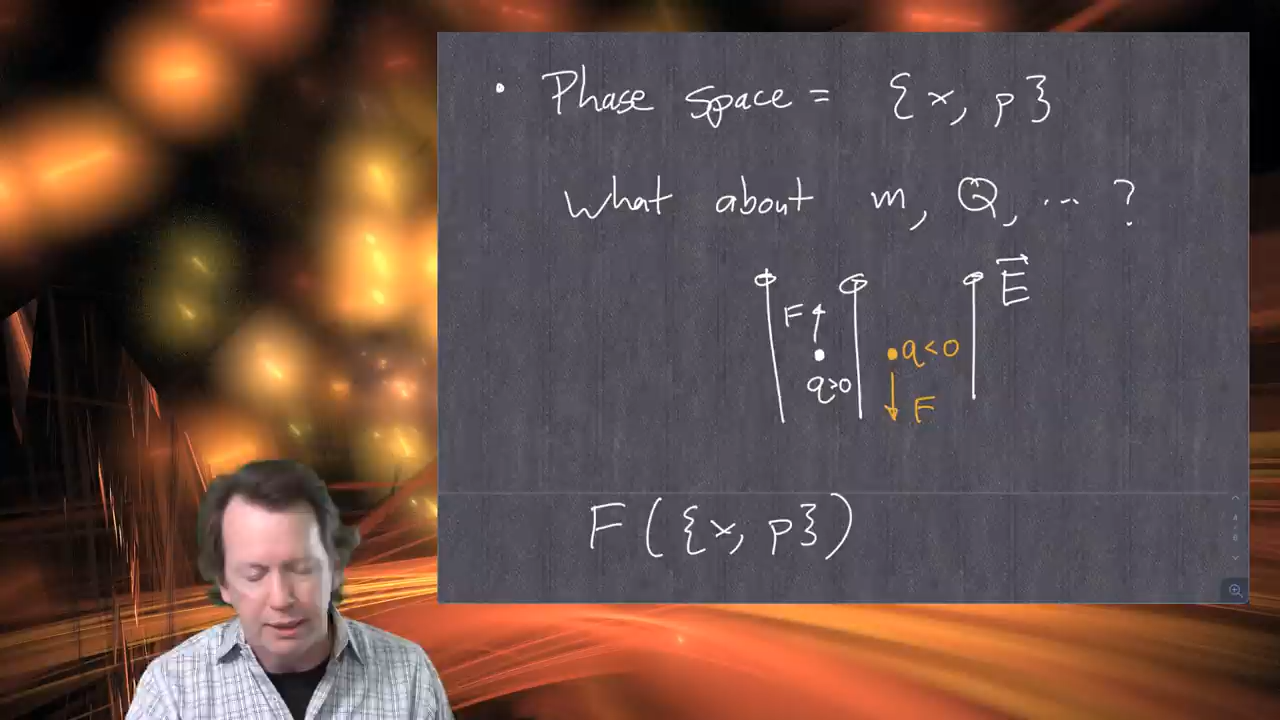 • Phase space = {x, p}
What about m, Q, ... ?
E
F
q<0
q>0
F
F({x, p})